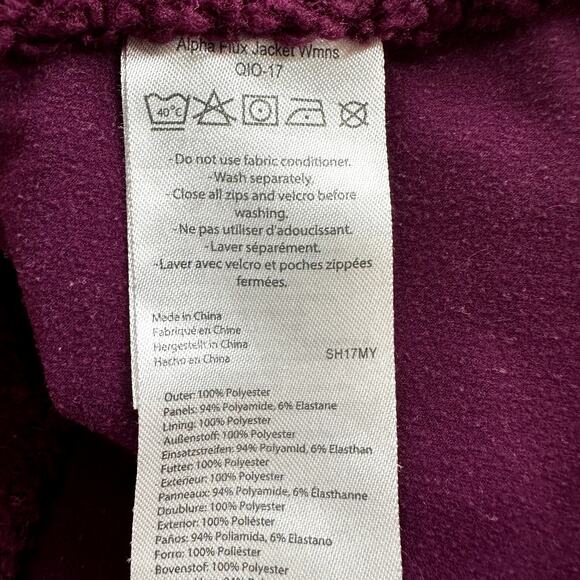 Alpha Flux Jacket Wmns
QIO-17
40°C
-Do not use fabric conditioner.
-Wash separately.
-Close all zips and velcro before
washing.
-Ne pas utiliser d'adoucissant.
-Laver séparément.
-Laver avec velcro et poches zippées
fermées.
Made in China
Fabriqué en Chine
Hergestellt in China
Hecho en China
SH17MY
Outer: 100% Polyester
Panels: 94% Polyamide, 6% Elastane
Lining: 100% Polyester
Außenstoff: 100% Polyester
Einsatzstreifen: 94% Polyamid, 6% Elasthan
Futter: 100% Polyester
Exterieur: 100% Polyester
Panneaux: 94% Polyamide, 6% Élasthanne
Doublure: 100% Polyester
Exterior: 100% Poliéster
Paños: 94% Poliamida, 6% Elastano
Forro: 100% Poliéster
Bovenstof: 100% Polyester